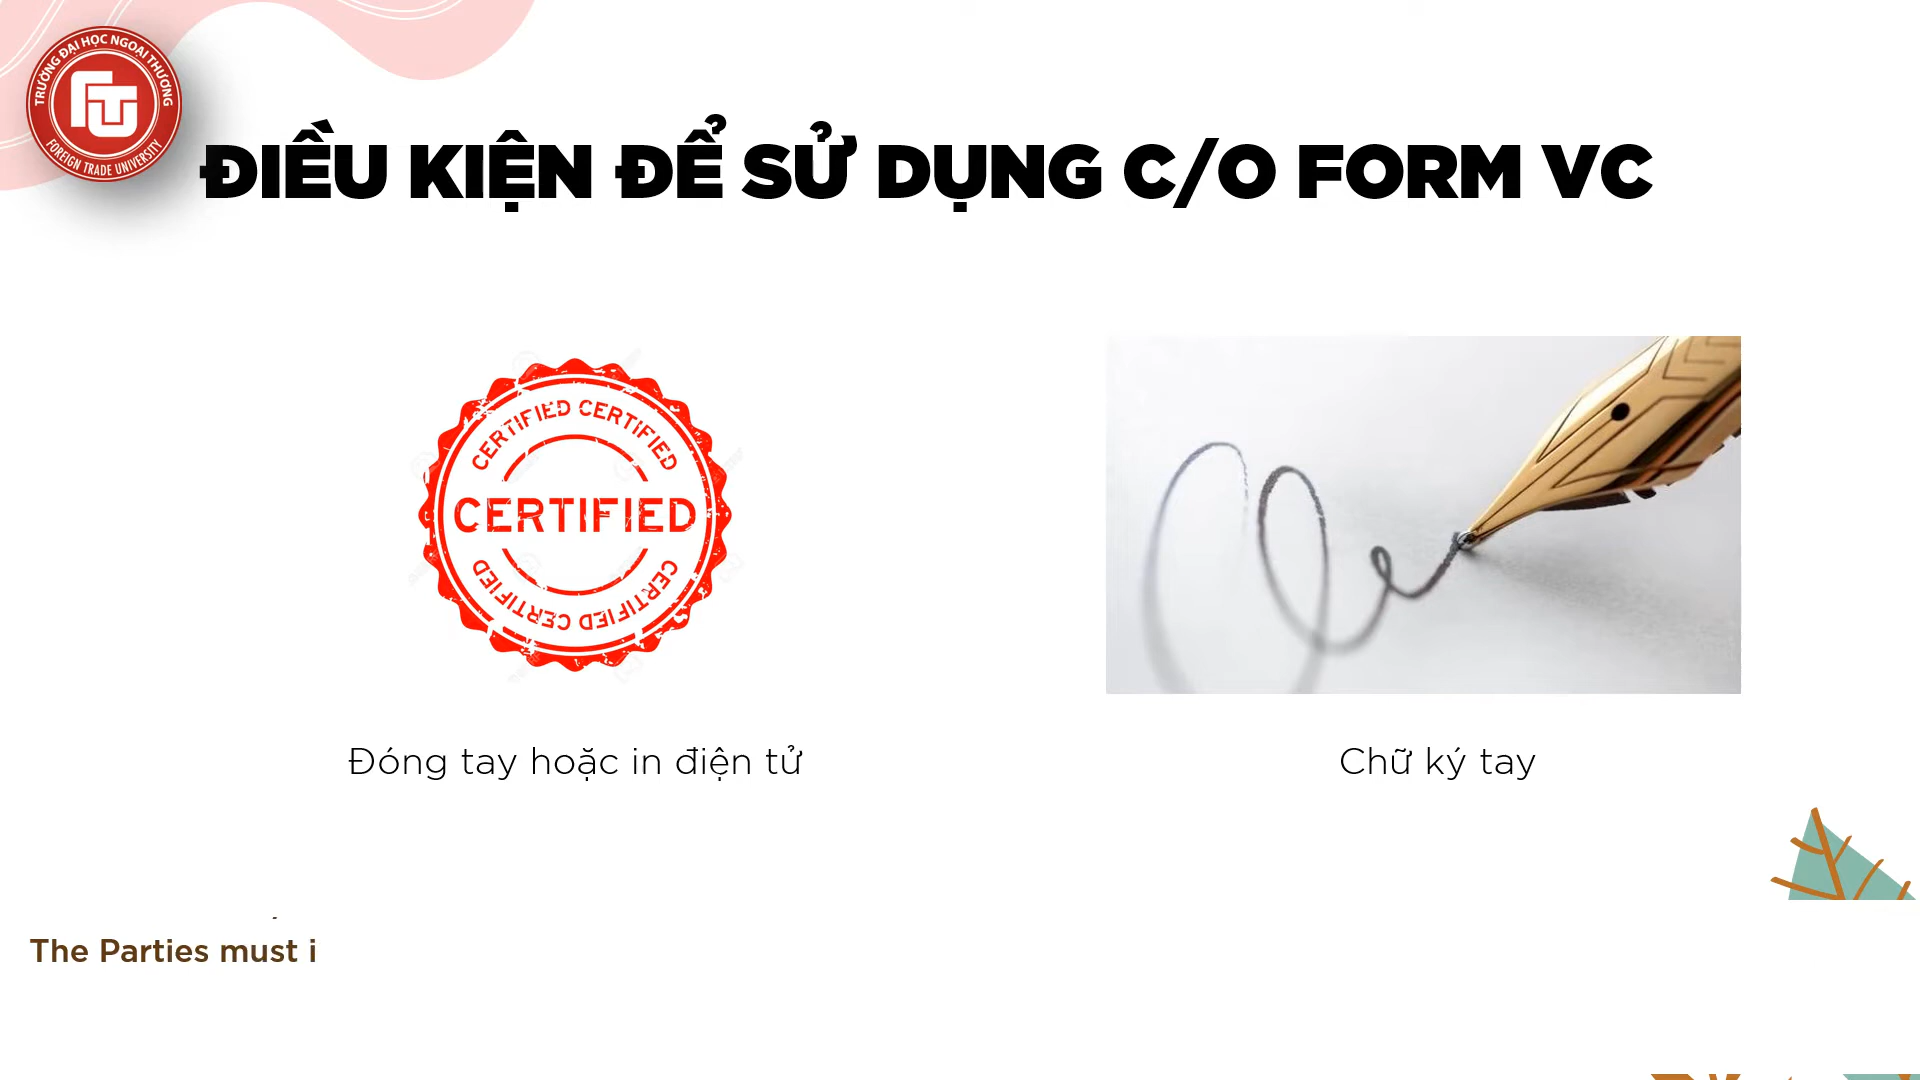 TRƯỜNG ĐẠI HỌC NGOẠI THƯƠNG
FTU
FOREIGN TRADE UNIVERSITY
ĐIỀU KIỆN ĐỂ SỬ DỤNG C/O FORM VC
CERTIFIED CERTIFIED
CERTIFIED
CERTIFIED CERTIFIED
Đóng tay hoặc in điện tử
Chữ ký tay
The Parties must i